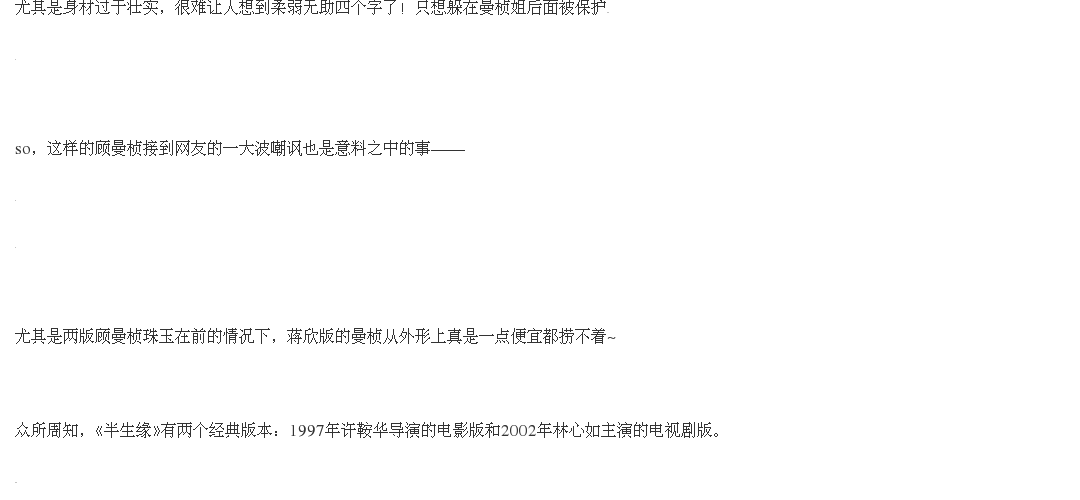 尤其是身材过于壮实，很难让人想到柔弱无助四个字了！只想躲在曼桢姐后面被保护
so，这样的顾曼桢接到网友的一大波嘲讽也是意料之中的事——
尤其是两版顾曼桢珠玉在前的情况下，蒋欣版的曼桢从外形上真是一点便宜都捞不着~
众所周知，《半生缘》有两个经典版本：1997年许鞍华导演的电影版和2002年林心如主演的电视剧版。